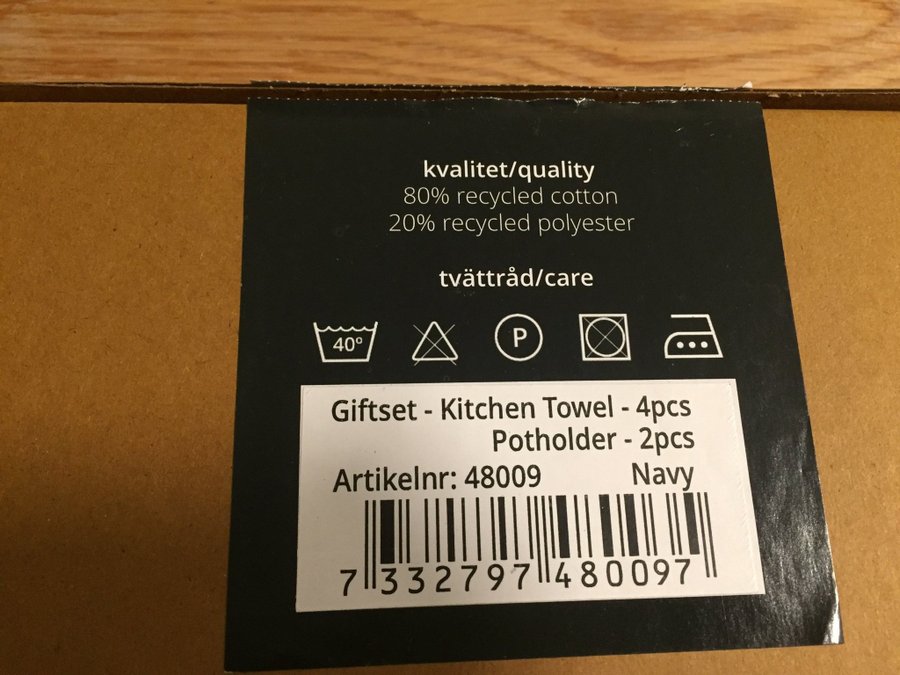 kvalitet/quality
80% recycled cotton
20% recycled polyester
tvättråd/care
40° P
Giftset - Kitchen Towel - 4pcs
Potholder - 2pcs
Artikelnr: 48009 Navy
7 332797 480097